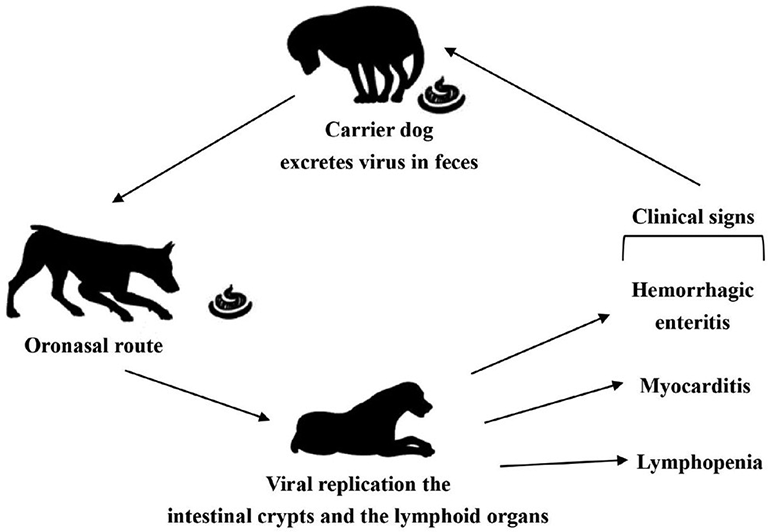 Carrier dog
excretes virus in feces
Clinical signs
Hemorrhagic
enteritis
Oronasal route
Myocarditis
Lymphopenia
Viral replication the
intestinal crypts and the lymphoid organs